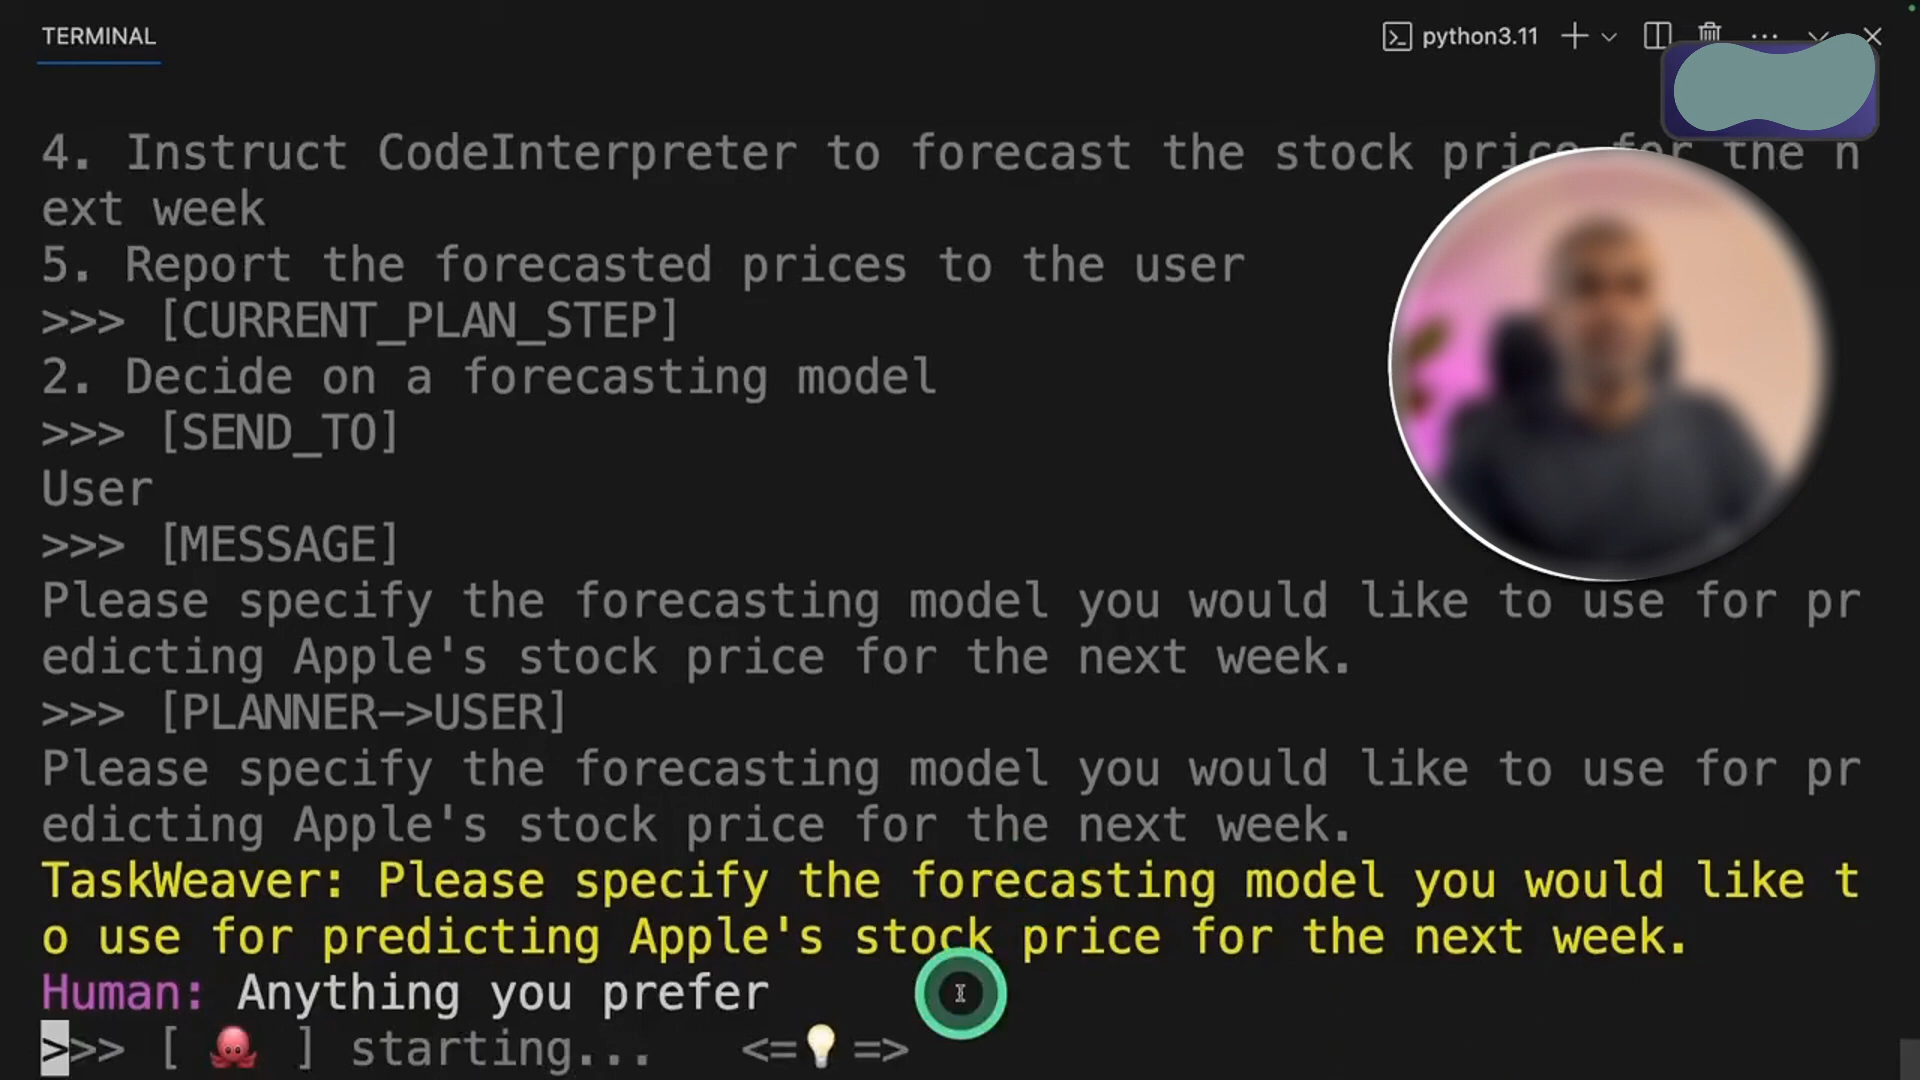 TERMINAL
python3.11
4. Instruct CodeInterpreter to forecast the stock price for the n
ext week
5. Report the forecasted prices to the user
>>> [CURRENT_PLAN_STEP]
2. Decide on a forecasting model
>>> [SEND_TO]
User
>>> [MESSAGE]
Please specify the forecasting model you would like to use for pr
edicting Apple's stock price for the next week.
>>> [PLANNER->USER]
Please specify the forecasting model you would like to use for pr
edicting Apple's stock price for the next week.
TaskWeaver: Please specify the forecasting model you would like t
o use for predicting Apple's stock price for the next week.
Human: Anything you prefer
>>> [ 🐙 ] starting... <=💡=>